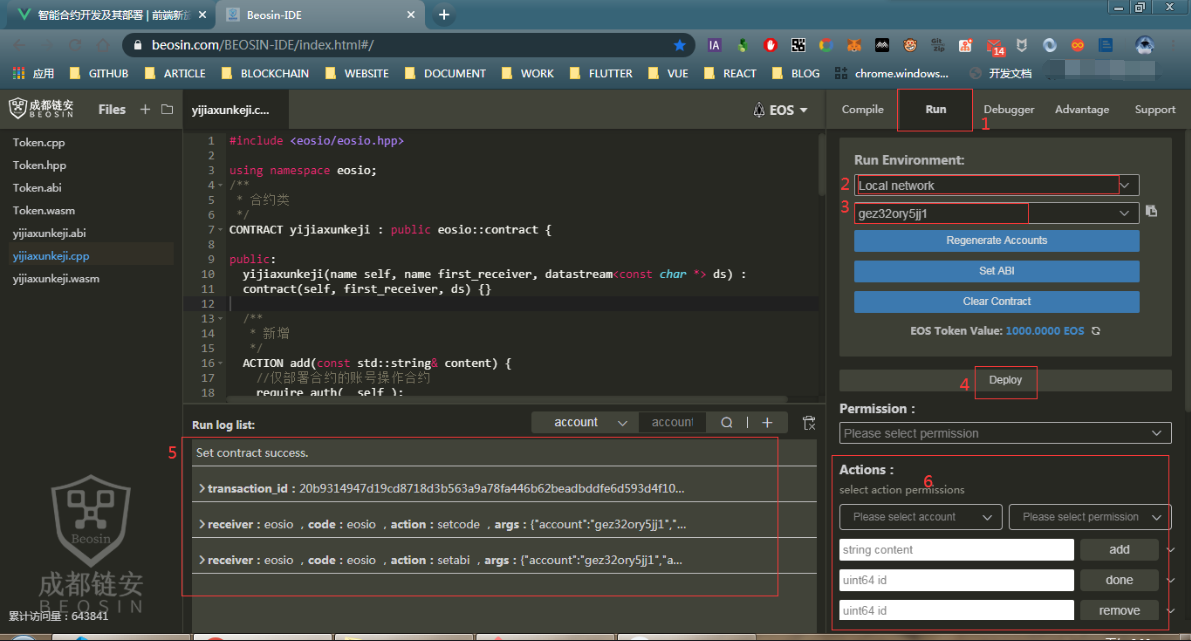 智能合约开发及其部署 | 前端新
Beosin-IDE
beosin.com/BEOSIN-IDE/index.html#/
IA
14
应用
GITHUB
ARTICLE
BLOCKCHAIN
WEBSITE
DOCUMENT
WORK
FLUTTER
VUE
REACT
BLOG
chrome.windows...
开发文档
成都链安
BEOSIN
Files
yijiaxunkeji.c...
EOS
Compile
Run
1
Debugger
Advantage
Support
Token.cpp
Token.hpp
Token.abi
Token.wasm
yijiaxunkeji.abi
yijiaxunkeji.cpp
yijiaxunkeji.wasm
1 #include <eosio/eosio.hpp>
2
3 using namespace eosio;
4 /**
5 * 合约类
6 */
7 CONTRACT yijiaxunkeji : public eosio::contract {
8
9 public:
10 yijiaxunkeji(name self, name first_receiver, datastream<const char *> ds) :
11 contract(self, first_receiver, ds) {}
12
13 /**
14 * 新增
15 */
16 ACTION add(const std::string& content) {
17 //仅部署合约的账号操作合约
18 require_auth( _self );
Run Environment:
2 Local network
3 gez32ory5jj1
Regenerate Accounts
Set ABI
Clear Contract
EOS Token Value: 1000.0000 EOS
4 Deploy
Permission :
Please select permission
Run log list:
account
account
5
Set contract success.
transaction_id : 20b9314947d19cd8718d3b563a9a78fa446b62beadbddfe6d593d4f10...
receiver : eosio , code : eosio , action : setcode , args : {"account":"gez32ory5jj1","...
receiver : eosio , code : eosio , action : setabi , args : {"account":"gez32ory5jj1","a...
Actions :
6
select action permissions
Please select account
Please select permission
string content
add
uint64 id
done
uint64 id
remove
Beosin
成都链安
BEOSIN
累计访问量：643841